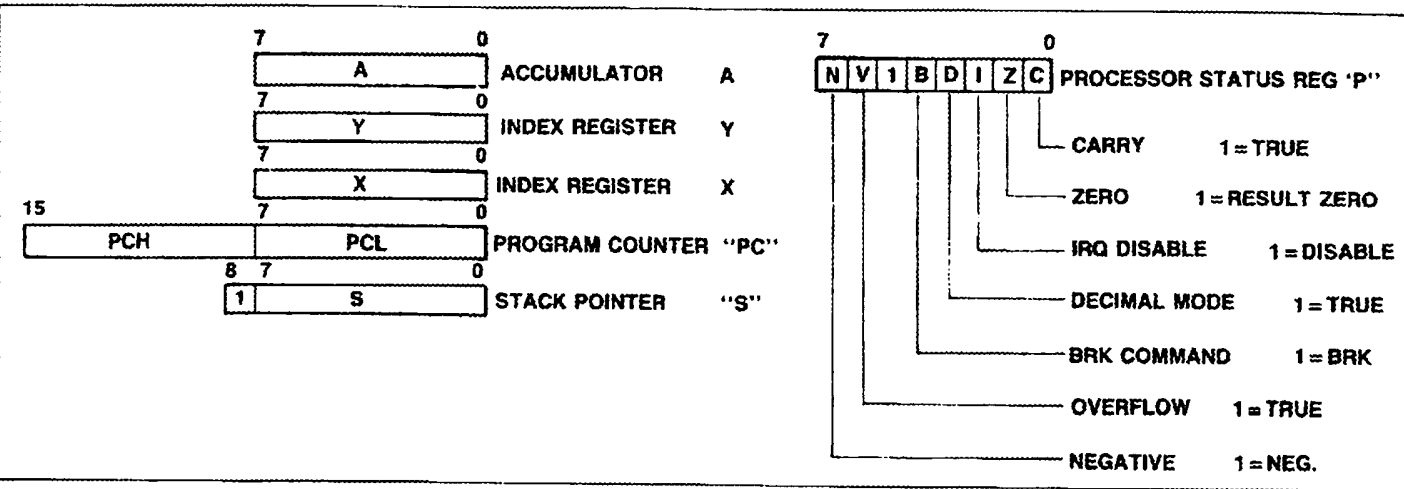 7 0
A ACCUMULATOR A
7 0
Y INDEX REGISTER Y
7 0
X INDEX REGISTER X
15 7 0
PCH PCL PROGRAM COUNTER "PC"
8 7 0
1 S STACK POINTER "S"
7 0
N V 1 B D I Z C PROCESSOR STATUS REG 'P"
CARRY 1 = TRUE
ZERO 1 = RESULT ZERO
IRQ DISABLE 1 = DISABLE
DECIMAL MODE 1 = TRUE
BRK COMMAND 1 = BRK
OVERFLOW 1 = TRUE
NEGATIVE 1 = NEG.